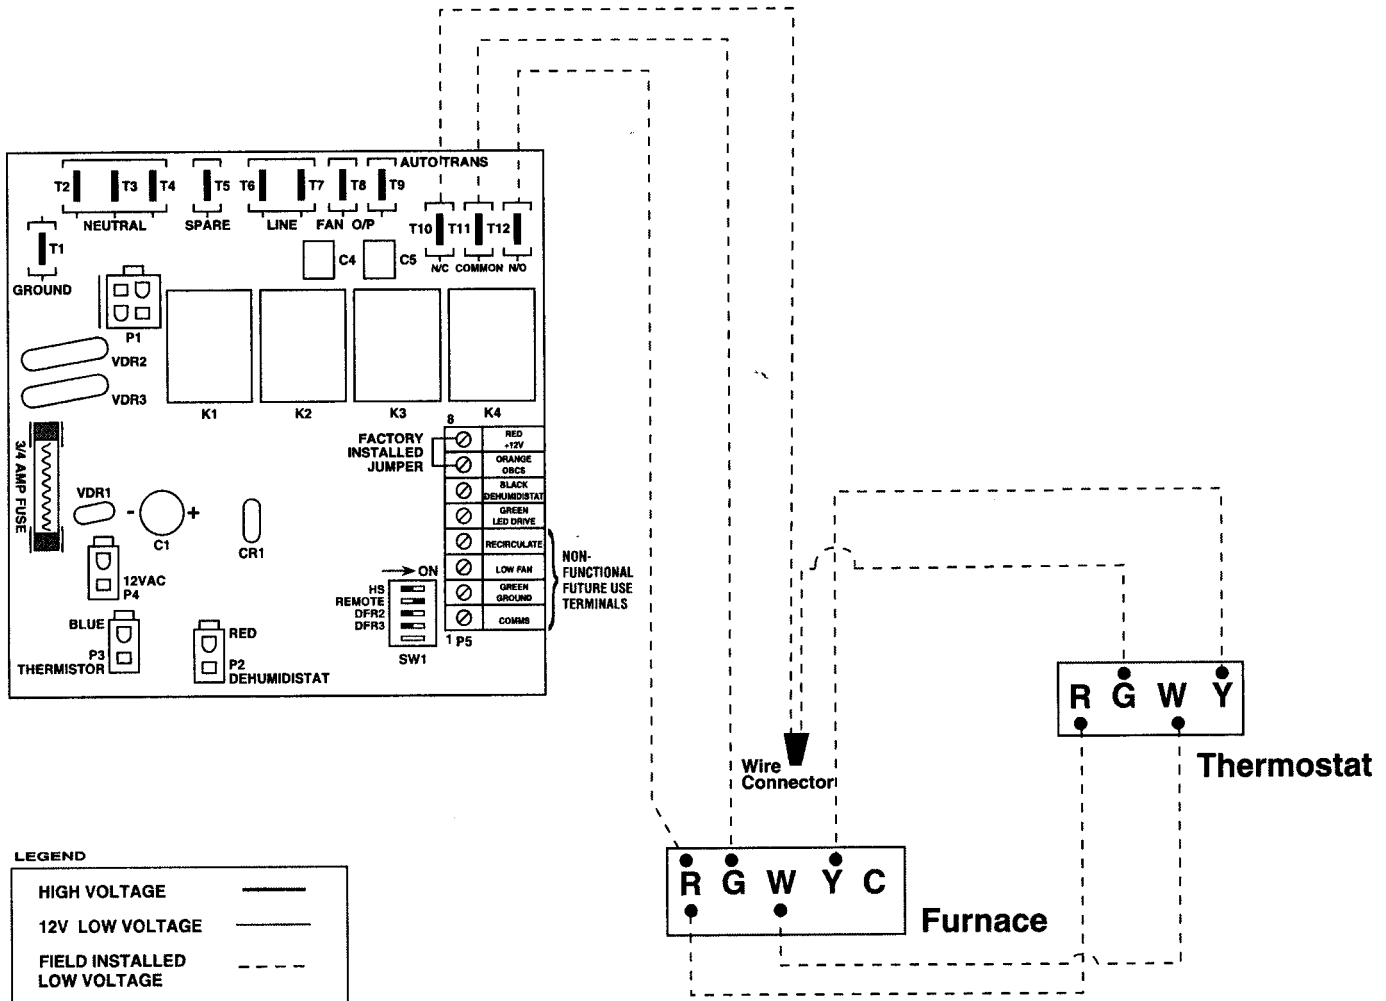 AUTO TRANS
T2 T3 T4 T5 T6 T7 T8 T9
NEUTRAL SPARE LINE FAN O/P
T1
GROUND
T10 T11 T12
N/C COMMON N/O
C4 C5
P1
VDR2
VDR3
K1 K2 K3 K4
3/4 AMP FUSE
FACTORY
INSTALLED
JUMPER
8
RED
+12V
ORANGE
OBCS
BLACK
DEHUMIDISTAT
GREEN
LED DRIVE
RECIRCULATE
LOW FAN
GREEN
GROUND
COMMS
1 P5
NON-
FUNCTIONAL
FUTURE USE
TERMINALS
VDR1
- +
C1
CR1
12VAC
P4
ON
HS
REMOTE
DFR2
DFR3
SW1
BLUE
P3
THERMISTOR
RED
P2
DEHUMIDISTAT
R G W Y
Thermostat
Wire
Connector
R G W Y C
Furnace
LEGEND
HIGH VOLTAGE
12V LOW VOLTAGE
FIELD INSTALLED
LOW VOLTAGE